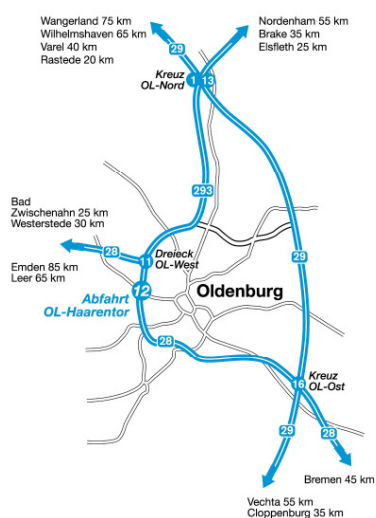 Wangerland 75 km
Wilhelmshaven 65 km
Varel 40 km
Rastede 20 km
Nordenham 55 km
Brake 35 km
Elsfleth 25 km
29
Kreuz
OL-Nord
13
293
Bad
Zwischenahn 25 km
Westerstede 30 km
28
11
Dreieck
OL-West
29
Emden 85 km
Leer 65 km
12
Abfahrt
OL-Haarentor
Oldenburg
28
16
Kreuz
OL-Ost
29
28
Bremen 45 km
Vechta 55 km
Cloppenburg 35 km